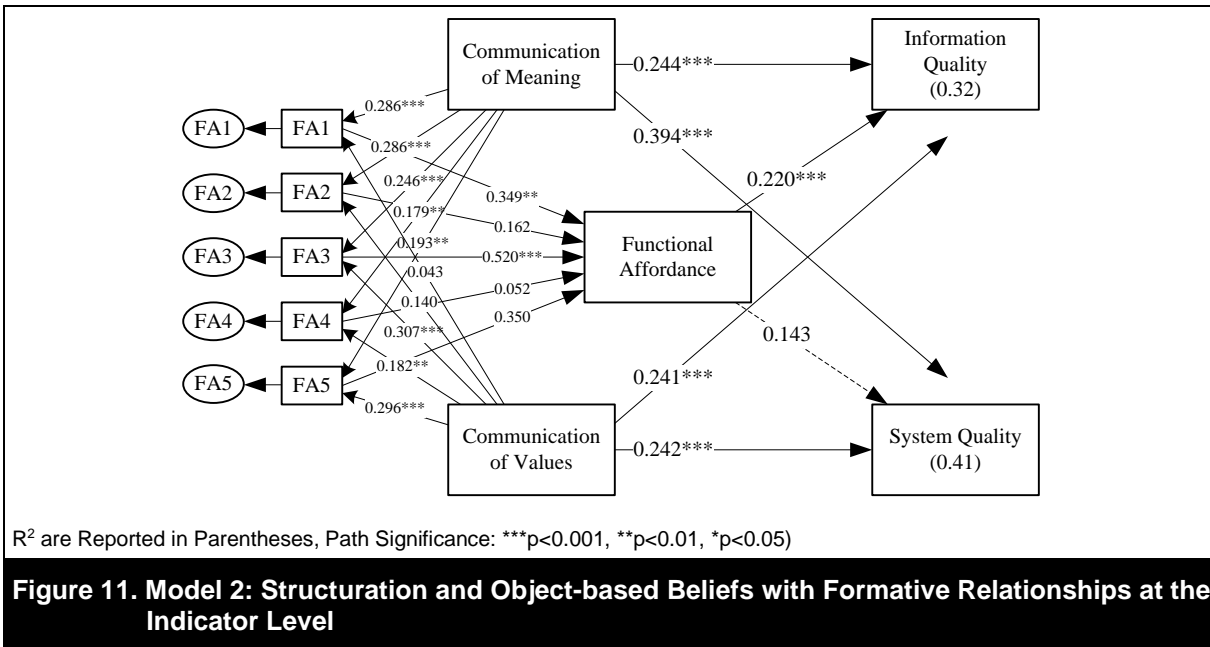 Communication
of Meaning
Information
Quality
(0.32)
0.244***
0.286***
FA1
FA1
0.394***
0.286***
FA2
FA2
0.246***
0.349**
0.220***
0.179**
0.162
FA3
FA3
0.193**
0.520***
Functional
Affordance
0.043
0.052
FA4
FA4
0.140
0.350
0.307***
0.143
0.182**
FA5
FA5
0.241***
0.296***
Communication
of Values
0.242***
System Quality
(0.41)
R² are Reported in Parentheses, Path Significance: ***p<0.001, **p<0.01, *p<0.05)
Figure 11. Model 2: Structuration and Object-based Beliefs with Formative Relationships at the
Indicator Level